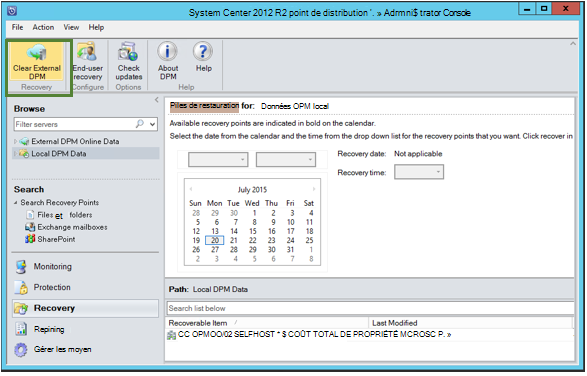 System Center 2012 R2 point de distribution '. » Admrni$ trator Console
File Action View Help
Clear External DPM
End-user recovery
Check updates
About DPM
Help
Recovery Configure Options Help
Browse
Filter servers
External DPM Online Data
Local DPM Data
Search
Search Recovery Points
Files et folders
Exchange mailboxes
SharePoint
Monitoring
Protection
Recovery
Repining
Gérer les moyen
Piles de restauration for: Données OPM local
Available recovery points are indicated in bold on the calendar.
Select the date from the calendar and the time from the drop down list for the recovery points that you want. Click recover in
Recovery date: Not applicable
Recovery time:
July 2015
Sun Mon Tue Wed Thu Fri Sat
28 29 30 1 2 3 4
5 6 7 8 9 10 11
12 13 14 15 16 17 18
19 20 21 22 23 24 25
26 27 28 29 30 31 1
2 3 4 5 6 7 8
Path: Local DPM Data
Search list below
Recoverable Item Last Modified
CC OPMOO/02 SELFHOST * $ COÛT TOTAL DE PROPRIÉTÉ MCROSC P. »